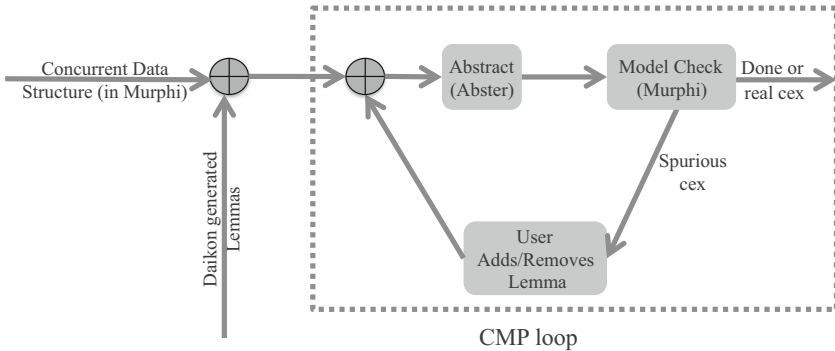 Concurrent Data
Structure (in Murphi)
Daikon generated
Lemmas
Abstract
(Abster)
Model Check
(Murphi)
Done or
real cex
Spurious
cex
User
Adds/Removes
Lemma
CMP loop